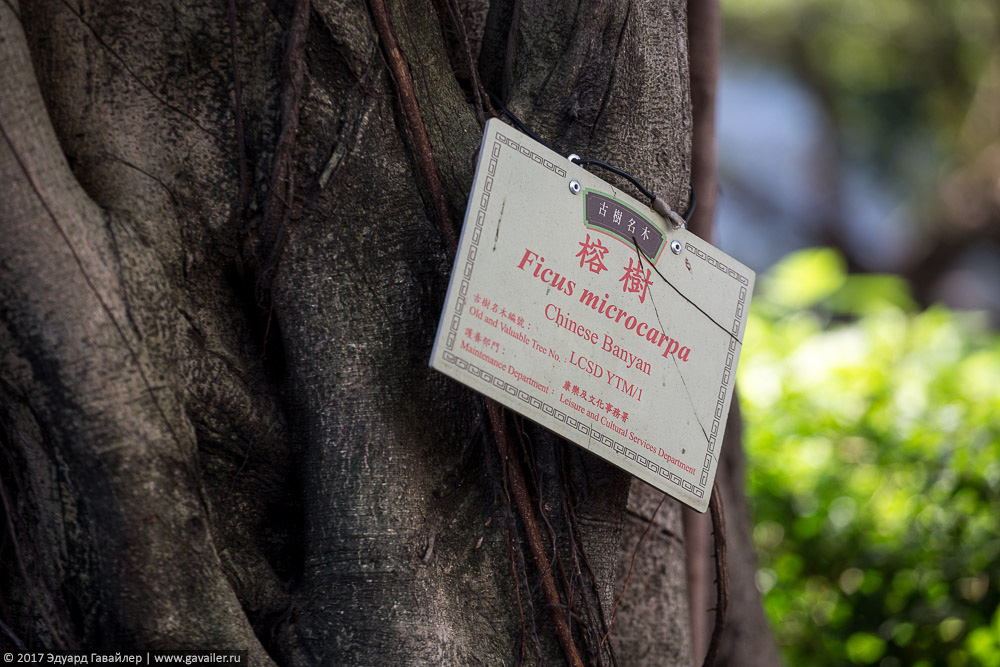 古樹名木
榕樹
Ficus microcarpa
Chinese Banyan
古樹名木編號：
Old and Valuable Tree No. : LCSD YTM/1
護養部門： 康樂及文化事務署
Maintenance Department : Leisure and Cultural Services Department
© 2017 Эдуард Гавайлер | www.gavailer.ru